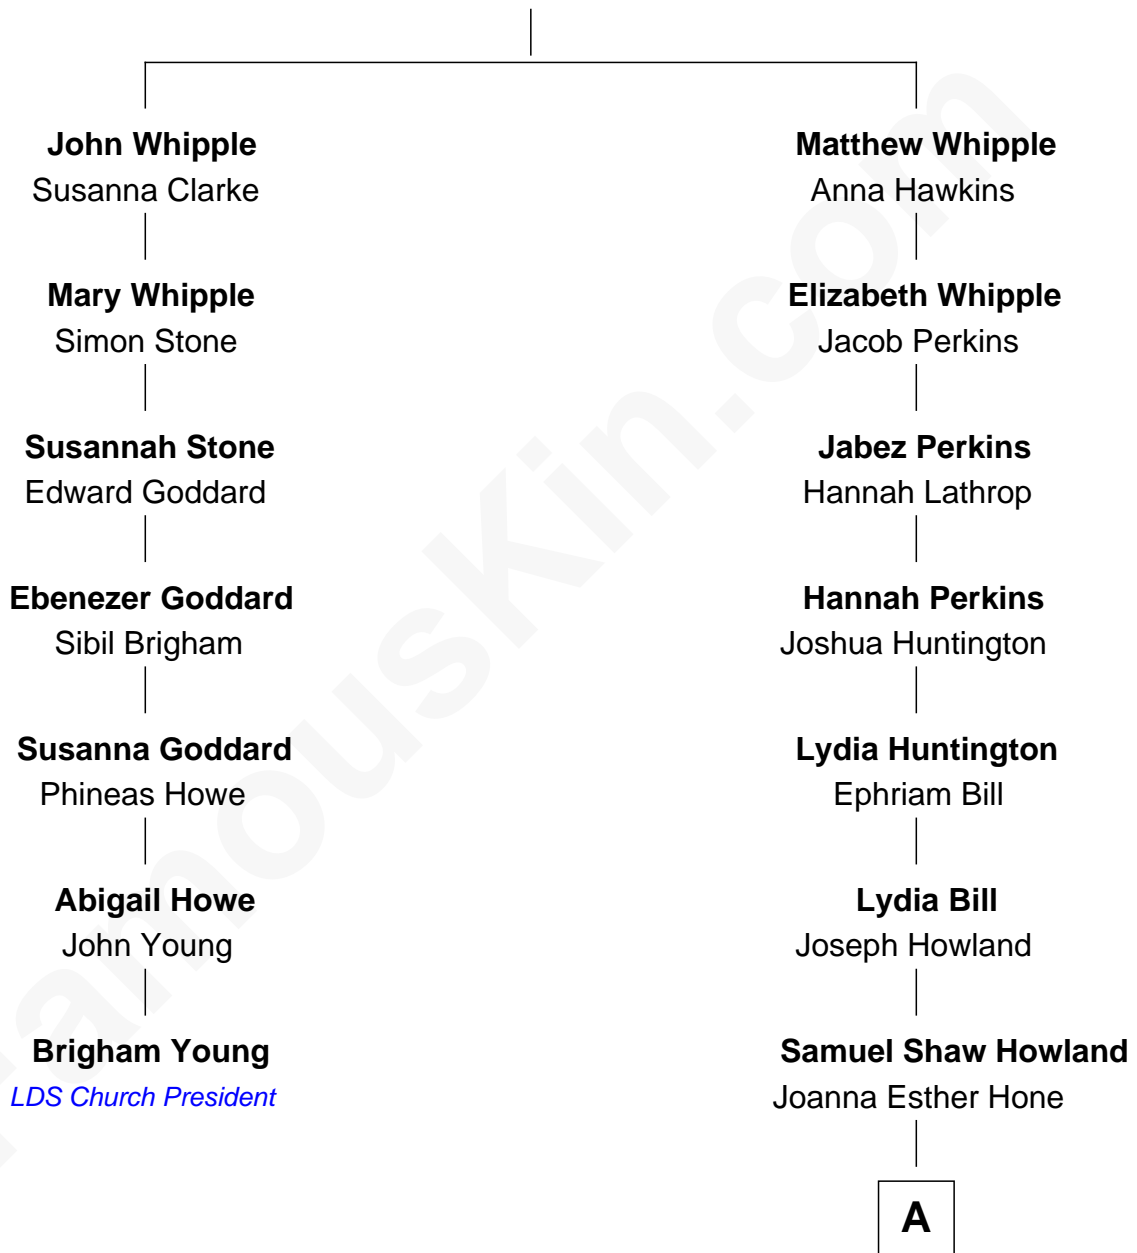 John Whipple
Susanna Clarke
Mary Whipple
Simon Stone
Susannah Stone
Edward Goddard
Ebenezer Goddard
Sibil Brigham
Susanna Goddard
Phineas Howe
Abigail Howe
John Young
Brigham Young
LDS Church President
Matthew Whipple
Anna Hawkins
Elizabeth Whipple
Jacob Perkins
Jabez Perkins
Hannah Lathrop
Hannah Perkins
Joshua Huntington
Lydia Huntington
Ephriam Bill
Lydia Bill
Joseph Howland
Samuel Shaw Howland
Joanna Esther Hone
A
FamousKin.com